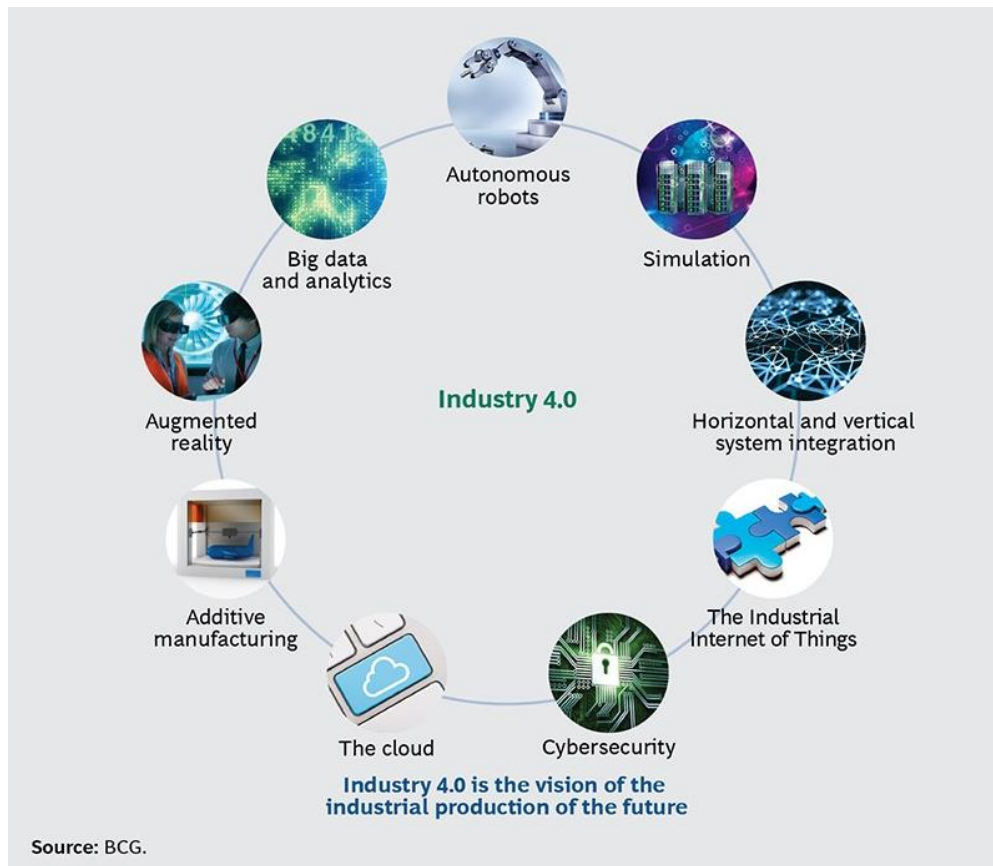 Autonomous
robots
Simulation
Horizontal and vertical
system integration
The Industrial
Internet of Things
Cybersecurity
The cloud
Additive
manufacturing
Augmented
reality
Big data
and analytics
Industry 4.0
Industry 4.0 is the vision of the
industrial production of the future
Source: BCG.